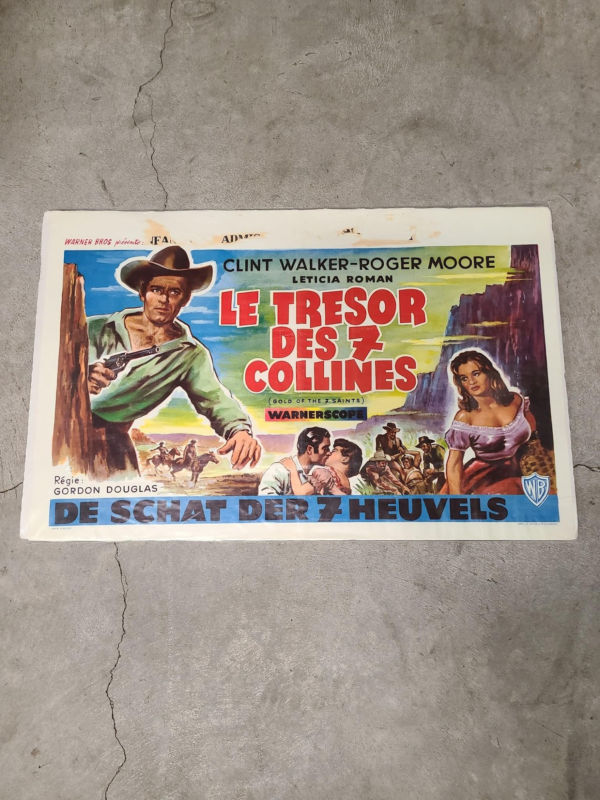 WARNER BROS présente:
ADMIS
CLINT WALKER-ROGER MOORE
LETICIA ROMAN
LE TRESOR
DES 7
COLLINES
(GOLD OF THE 7 SAINTS)
WARNERSCOPE
Régie:
GORDON DOUGLAS
WB
DE SCHAT DER 7 HEUVELS